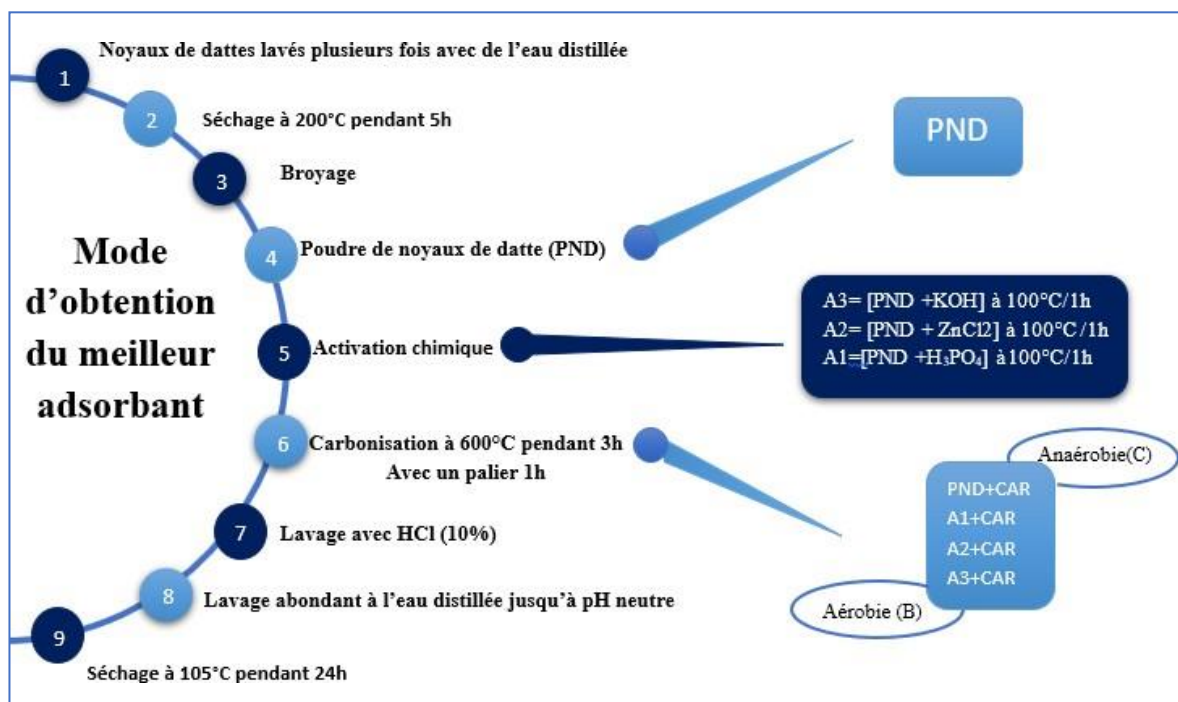 1
Noyaux de dattes lavés plusieurs fois avec de l’eau distillée
2
Séchage à 200°C pendant 5h
3
Broyage
Mode
d’obtention
du meilleur
adsorbant
4
Poudre de noyaux de datte (PND)
PND
5
Activation chimique
A3= [PND +KOH] à 100°C/1h
A2= [PND + ZnCl2] à 100°C /1h
A1=[PND +H₃PO₄] à 100°C/1h
6
Carbonisation à 600°C pendant 3h
Avec un palier 1h
Anaérobie(C)
PND+CAR
A1+CAR
A2+CAR
A3+CAR
Aérobie (B)
7
Lavage avec HCl (10%)
8
Lavage abondant à l’eau distillée jusqu’à pH neutre
9
Séchage à 105°C pendant 24h